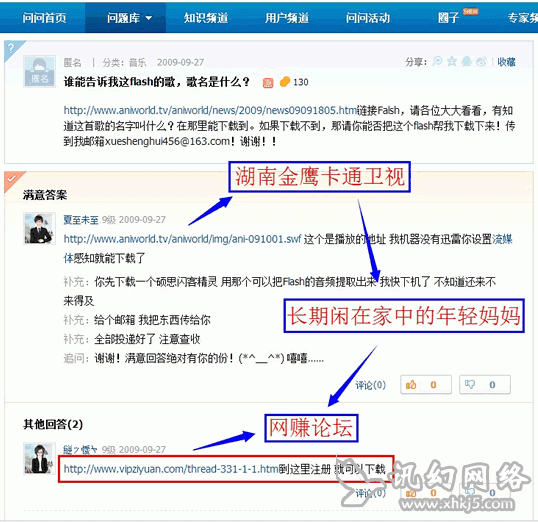 问问首页 问题库 知识频道 用户频道 问问活动 圈子 专家频
匿名 匿名 | 分类：音乐 2009-09-27 分享： 收藏
谁能告诉我这flash的歌，歌名是什么？ 130
http://www.aniworld.tv/aniworld/news/2009/news09091805.htm链接Falsh，请各位大大看看，有知
道这首歌的名字叫什么？在那里能下载到。如果下载不到，那请你能否把这个flash帮我下载下来！传
到我邮箱xueshenghui456@163.com！谢谢！！
湖南金鹰卡通卫视
满意答案
夏至未至 9级 2009-09-27
http://www.aniworld.tv/aniworld/img/ani-091001.swf 这个是播放的地址 我机器没有迅雷你设置流媒
体感知就能下载了
补充：你先下载一个硕思闪客精灵 用那个可以把Flash的音频提取出来 我快下机了 不知道还来不
来得及
补充：给个邮箱 我把东西传给你
长期闲在家中的年轻妈妈
补充：全部投递好了 注意查收
追问：谢谢！满意回答绝对有你的份！(*^__^*) 嘻嘻……
评论(0) 0 0
网赚论坛
其他回答(2)
9级 2009-09-27
http://www.vipziyuan.com/thread-331-1-1.html到这里注册 就可以下载
评论(0) 0 0
讯幻网络
www.xhkj5.com